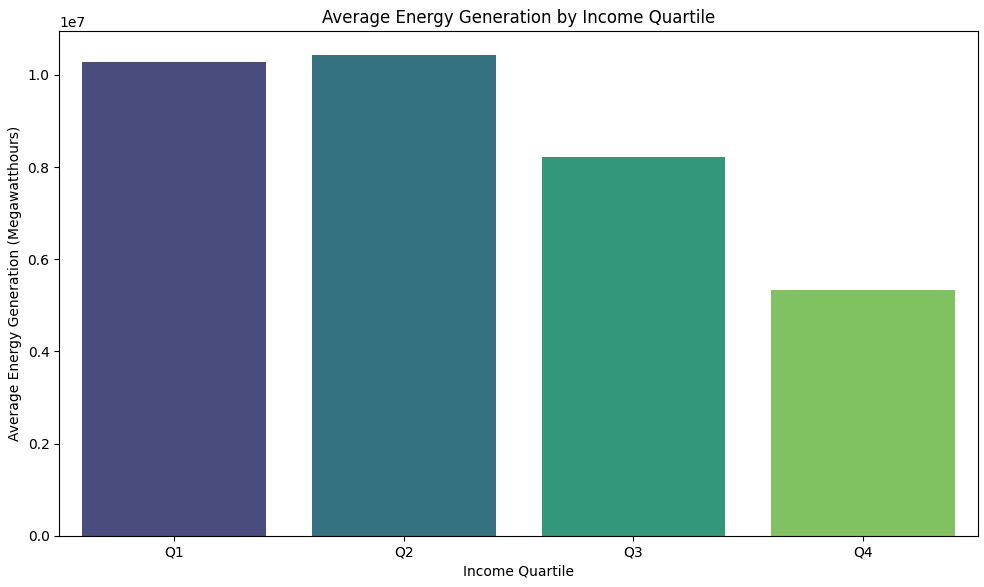 Average Energy Generation by Income Quartile
1e7
Average Energy Generation (Megawatthours)
1.0
0.8
0.6
0.4
0.2
0.0
Q1 Q2 Q3 Q4
Income Quartile